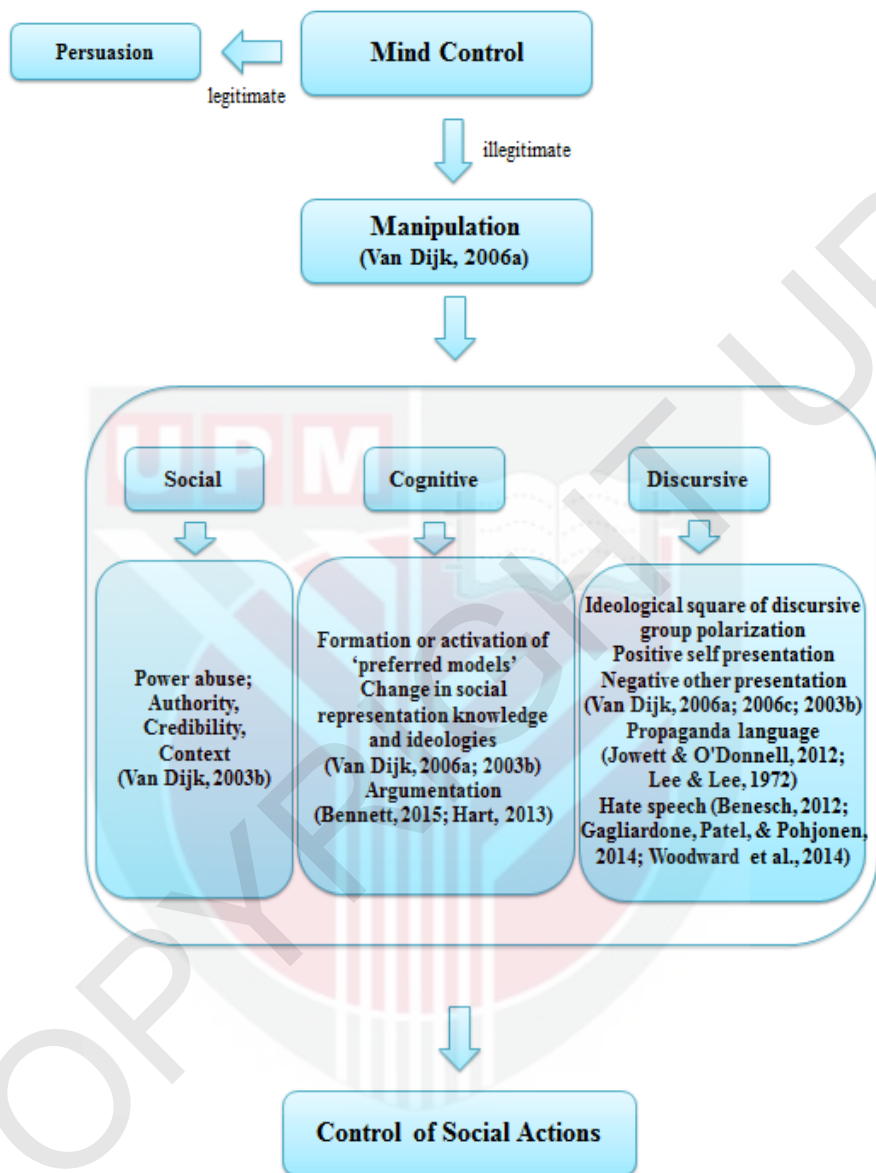 Mind Control
Persuasion
legitimate
illegitimate
Manipulation
(Van Dijk, 2006a)
UPM
Social
Cognitive
Discursive
Power abuse;
Authority,
Credibility,
Context
(Van Dijk, 2003b)
Formation or activation of
‘preferred models’
Change in social
representation knowledge
and ideologies
(Van Dijk, 2006a; 2003b)
Argumentation
(Bennett, 2015; Hart, 2013)
Ideological square of discursive
group polarization
Positive self presentation
Negative other presentation
(Van Dijk, 2006a; 2006c; 2003b)
Propaganda language
(Jowett & O'Donnell, 2012;
Lee & Lee, 1972)
Hate speech (Benesch, 2012;
Gagliardone, Patel, & Pohjonen,
2014; Woodward et al., 2014)
Control of Social Actions
OPYRIGHT UP